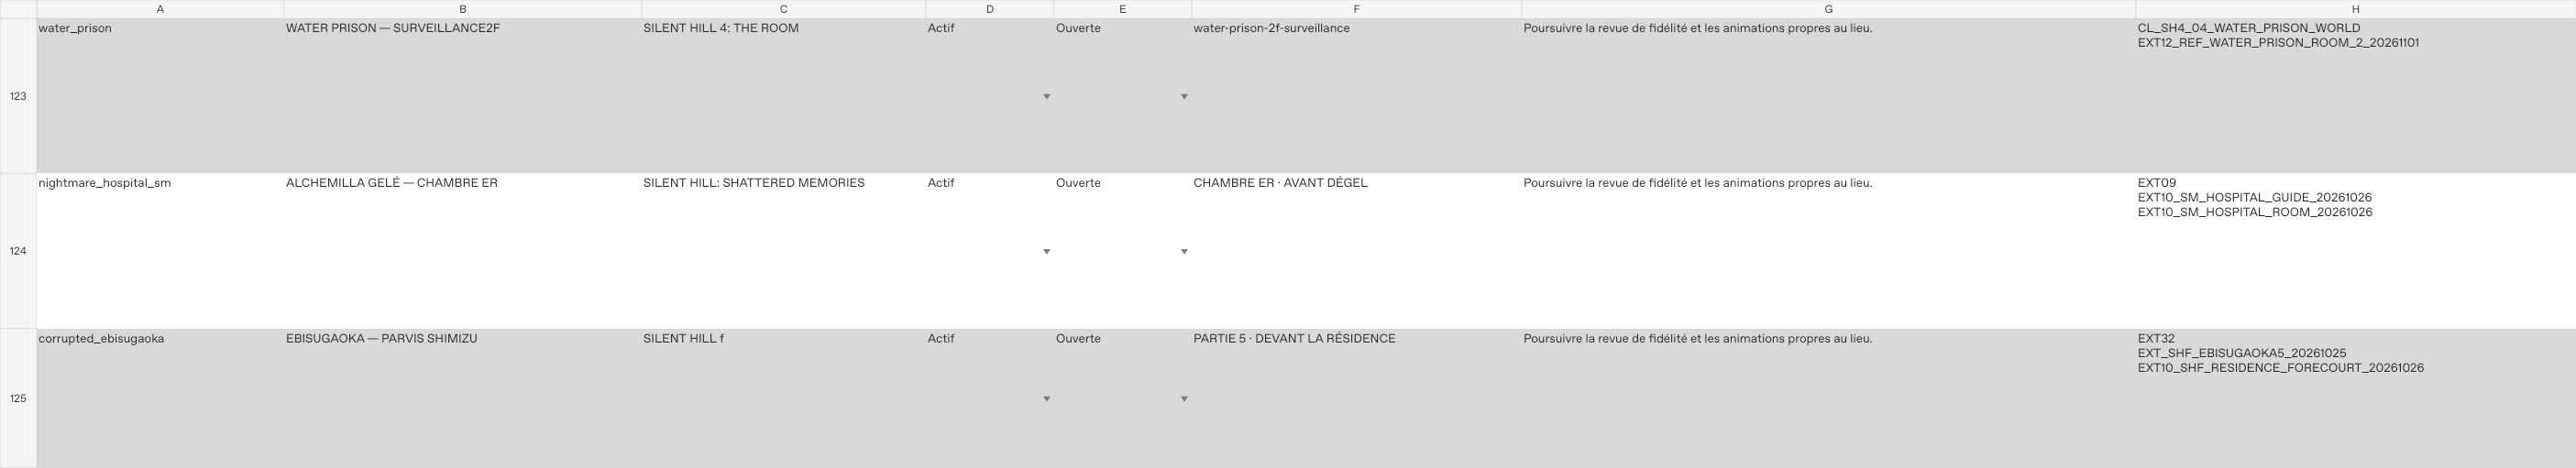 A B C D E F G H
123 water_prison WATER PRISON — SURVEILLANCE2F SILENT HILL 4: THE ROOM Actif Ouverte water-prison-2f-surveillance Poursuivre la revue de fidélité et les animations propres au lieu. CL_SH4_04_WATER_PRISON_WORLD
EXT12_REF_WATER_PRISON_ROOM_2_20261101
124 nightmare_hospital_sm ALCHEMILLA GELÉ — CHAMBRE ER SILENT HILL: SHATTERED MEMORIES Actif Ouverte CHAMBRE ER · AVANT DÉGEL Poursuivre la revue de fidélité et les animations propres au lieu. EXT09
EXT10_SM_HOSPITAL_GUIDE_20261026
EXT10_SM_HOSPITAL_ROOM_20261026
125 corrupted_ebisugaoka EBISUGAOKA — PARVIS SHIMIZU SILENT HILL f Actif Ouverte PARTIE 5 · DEVANT LA RÉSIDENCE Poursuivre la revue de fidélité et les animations propres au lieu. EXT32
EXT_SHF_EBISUGAOKA5_20261025
EXT10_SHF_RESIDENCE_FORECOURT_20261026